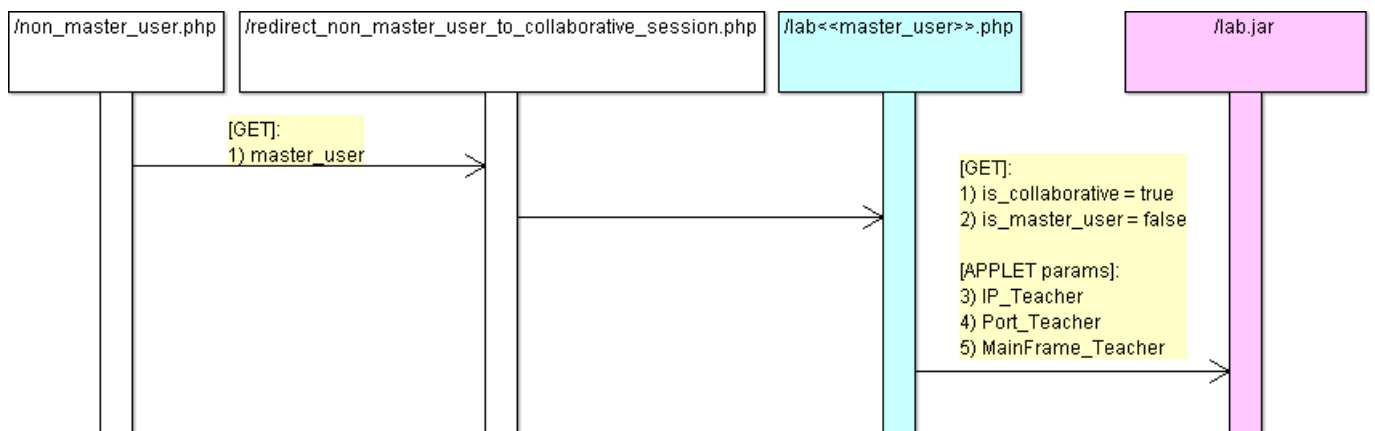 /non_master_user.php
/redirect_non_master_user_to_collaborative_session.php
/lab<<master_user>>.php
/lab.jar
[GET]:
1) master_user
[GET]:
1) is_collaborative = true
2) is_master_user = false
[APPLET params]:
3) IP_Teacher
4) Port_Teacher
5) MainFrame_Teacher